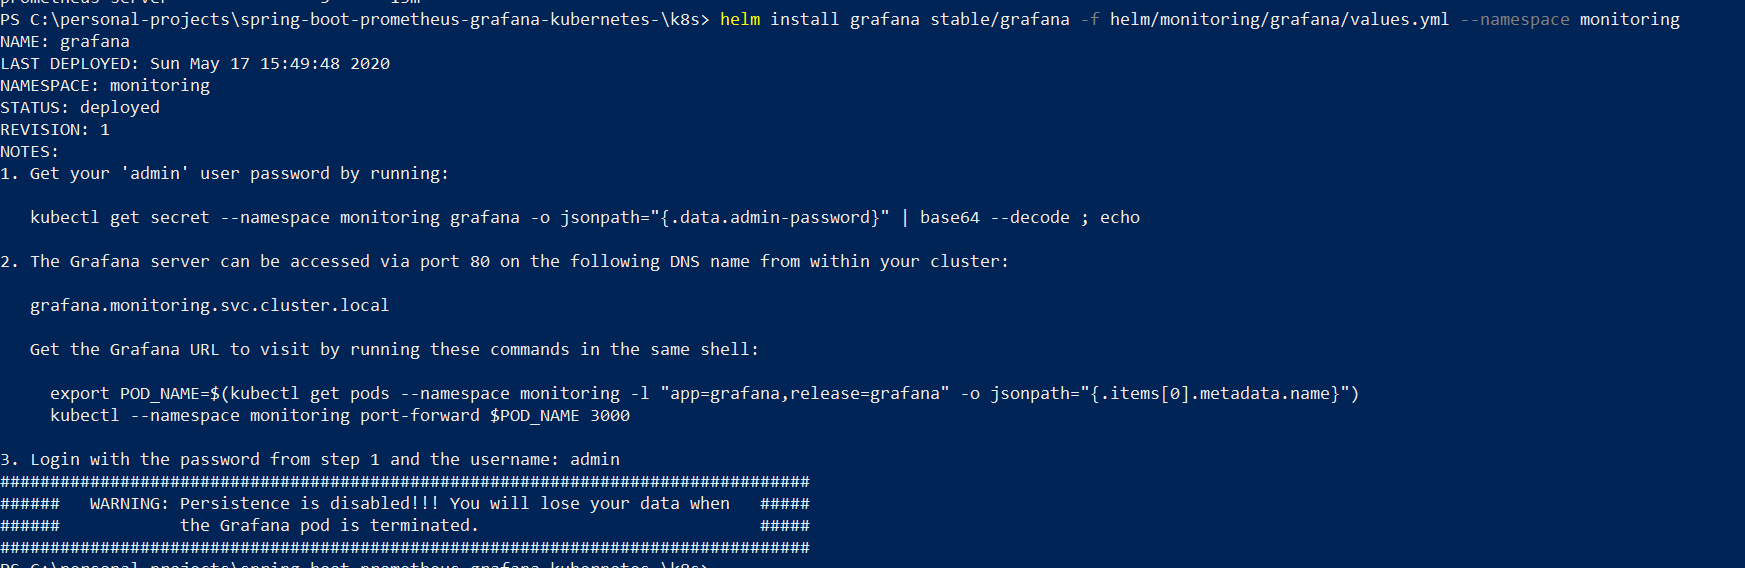 PS C:\personal-projects\spring-boot-prometheus-grafana-kubernetes-\k8s> helm install grafana stable/grafana -f helm/monitoring/grafana/values.yml --namespace monitoring
NAME: grafana
LAST DEPLOYED: Sun May 17 15:49:48 2020
NAMESPACE: monitoring
STATUS: deployed
REVISION: 1
NOTES:
1. Get your 'admin' user password by running:
kubectl get secret --namespace monitoring grafana -o jsonpath="{.data.admin-password}" | base64 --decode ; echo
2. The Grafana server can be accessed via port 80 on the following DNS name from within your cluster:
grafana.monitoring.svc.cluster.local
Get the Grafana URL to visit by running these commands in the same shell:
export POD_NAME=$(kubectl get pods --namespace monitoring -l "app=grafana,release=grafana" -o jsonpath="{.items[0].metadata.name}")
kubectl --namespace monitoring port-forward $POD_NAME 3000
3. Login with the password from step 1 and the username: admin
#################################################################################
######   WARNING: Persistence is disabled!!! You will lose your data when   #####
######            the Grafana pod is terminated.                            #####
#################################################################################
PS C:\personal-projects\spring-boot-prometheus-grafana-kubernetes-\k8s>